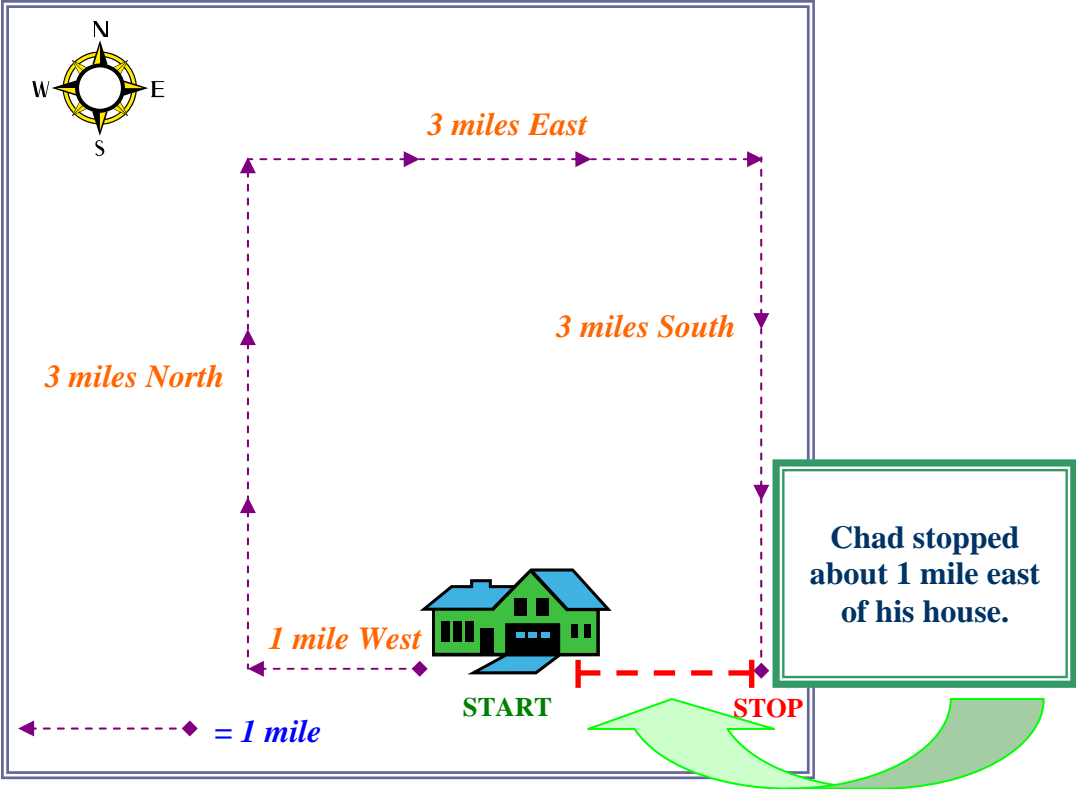 N
W E
S
3 miles East
3 miles South
3 miles North
Chad stopped
about 1 mile east
of his house.
1 mile West
START
STOP
= 1 mile